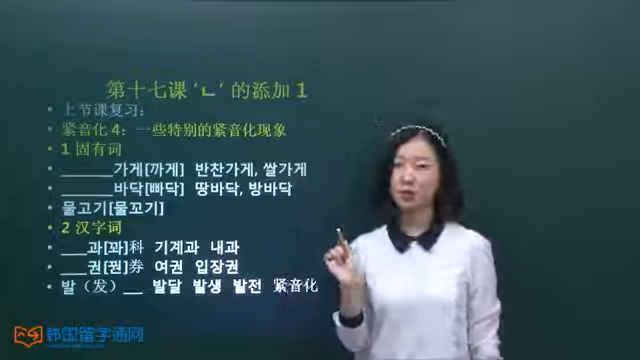 第十七课 'ㄴ' 的添加 1
• 上节课复习:
• 紧音化 4: 一些特别的紧音化现象
• 1 固有词
• ______가게[까게] 반찬가게, 쌀가게
• ______바닥[빠닥] 땅바닥, 방바닥
• 물고기[물꼬기]
• 2 汉字词
• ___과[꽈]科 기계과 내과
• ___권[꿘]券 여권 입장권
• 발（发）__ 발달 발생 발전 紧音化
韩国留学通网